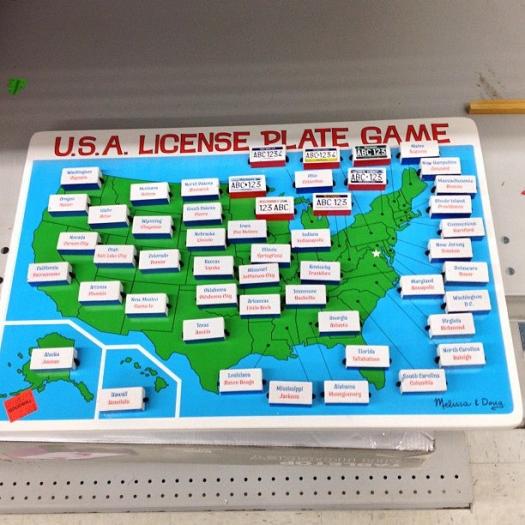 U.S.A. LICENSE PLATE GAME
ABC 1234
ABC·1234
ABC 123
Maine
Augusta
Washington
Olympia
Montana
Helena
North Dakota
Bismarck
ABC·123
Ohio
Columbus
ABC·123
New Hampshire
Concord
Massachusetts
Boston
Oregon
Salem
Idaho
Boise
Wyoming
Cheyenne
South Dakota
Pierre
123 ABC
ABC 123
Rhode Island
Providence
Nevada
Carson City
Utah
Salt Lake City
Colorado
Denver
Nebraska
Lincoln
Iowa
Des Moines
Illinois
Springfield
Indiana
Indianapolis
Connecticut
Hartford
New Jersey
Trenton
California
Sacramento
Arizona
Phoenix
New Mexico
Santa Fe
Kansas
Topeka
Missouri
Jefferson City
Kentucky
Frankfort
Delaware
Dover
Maryland
Annapolis
Washington
D.C.
Oklahoma
Oklahoma City
Arkansas
Little Rock
Tennessee
Nashville
Texas
Austin
Georgia
Atlanta
Virginia
Richmond
Florida
Tallahassee
North Carolina
Raleigh
South Carolina
Columbia
Alaska
Juneau
Hawaii
Honolulu
Louisiana
Baton Rouge
Mississippi
Jackson
Alabama
Montgomery
Melissa & Doug